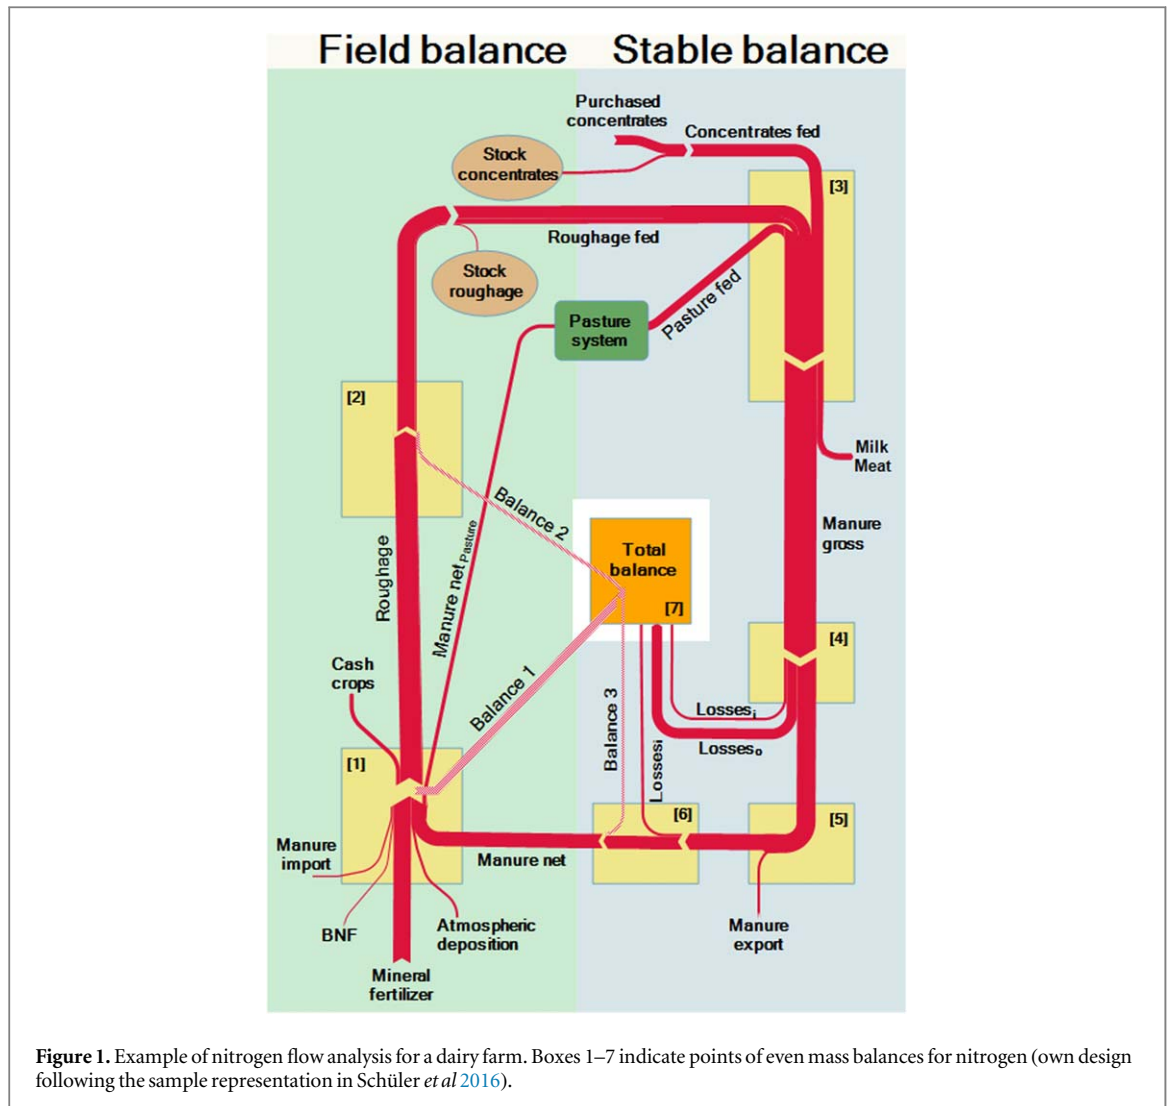 Field balance
Stable balance
Purchased
concentrates
Concentrates fed
Stock
concentrates
[3]
Roughage fed
Stock
roughage
Pasture fed
Pasture
system
[2]
Milk
Meat
Balance 2
Manure
gross
Total
balance
[7]
Roughage
Manure net Pasture
[4]
Cash
crops
Balance 1
Balance 3
Lossesi
Losseso
Lossesi
[1]
[6]
[5]
Manure
import
Manure net
BNF
Atmospheric
deposition
Manure
export
Mineral
fertilizer
Figure 1. Example of nitrogen flow analysis for a dairy farm. Boxes 1–7 indicate points of even mass balances for nitrogen (own design
following the sample representation in Schüler et al 2016).